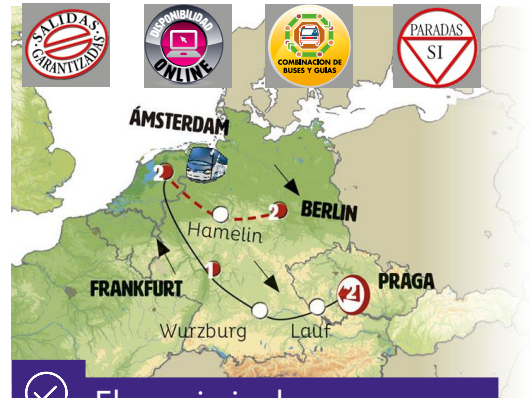 SALIDAS
GARANTIZADAS
DISPONIBILIDAD
ONLINE
COMBINACION DE
BUSES Y GUÍAS
PARADAS
SI
ÁMSTERDAM
2
2
BERLIN
Hamelin
1
FRANKFURT
PRAGA
2
Wurzburg
Lauf